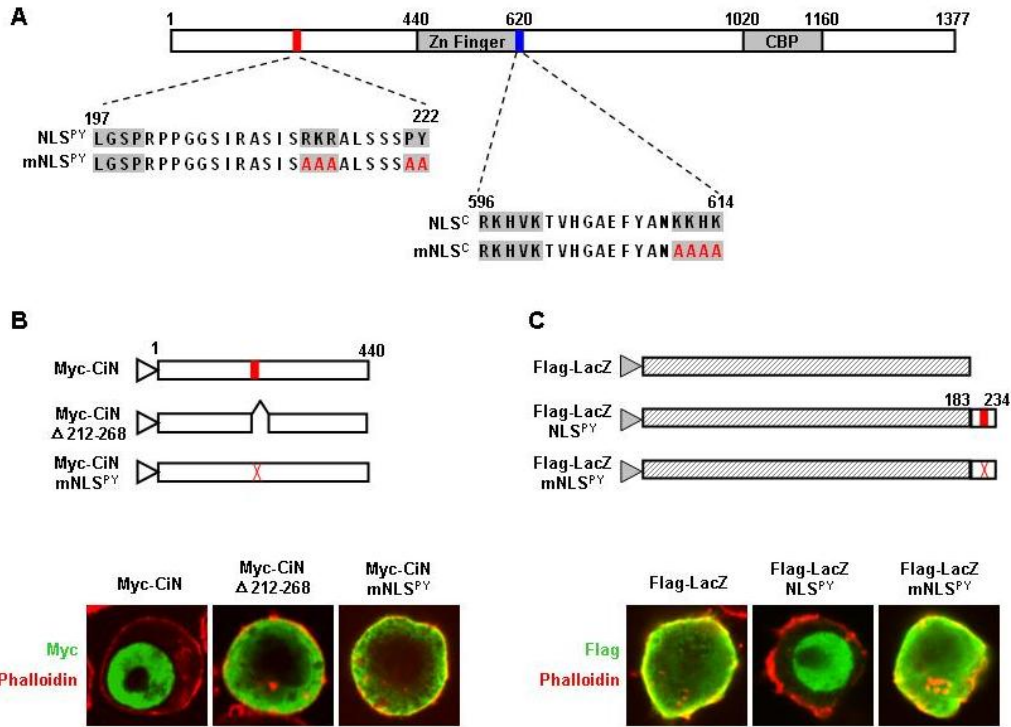 A
1 440 620 1020 1160 1377
Zn Finger CBP
197 222
NLSPY LGSPRPPGGSIRASISRKRALSSSPY
mNLSPY LGSPRPPGGSIRASISAAAALSSSAA
596 614
NLSC RKHVKTVHGAEFYANKKHK
mNLSC RKHVKTVHGAEFYANAAAA
B
1 440
Myc-CiN
Myc-CiN
Δ 212-268
Myc-CiN
mNLSPY
Myc-CiN
Myc-CiN
Δ 212-268
Myc-CiN
mNLSPY
Myc
Phalloidin
C
Flag-LacZ
183 234
Flag-LacZ
NLSPY
Flag-LacZ
mNLSPY
Flag-LacZ
Flag-LacZ
NLSPY
Flag-LacZ
mNLSPY
Flag
Phalloidin